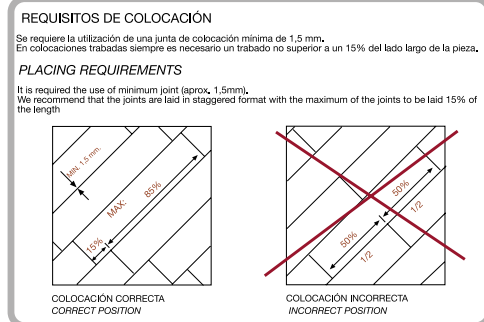 REQUISITOS DE COLOCACIÓN
Se requiere la utilización de una junta de colocación mínima de 1,5 mm.
En colocaciones trabadas siempre es necesario un trabado no superior a un 15% del lado largo de la pieza.
PLACING REQUIREMENTS
It is required the use of minimum joint (aprox. 1,5mm).
We recommend that the joints are laid in staggered format with the maximum of the joints to be laid 15% of
the length
MIN. 1,5 mm.
MAX:
85%
15%
50%
1/2
50%
1/2
COLOCACIÓN CORRECTA
CORRECT POSITION
COLOCACIÓN INCORRECTA
INCORRECT POSITION